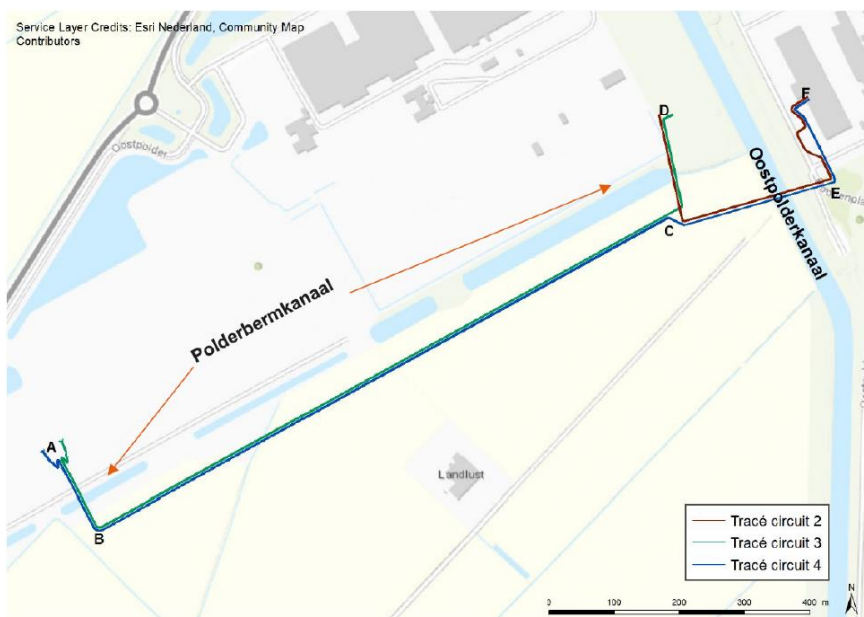 Service Layer Credits: Esri Nederland, Community Map
Contributors
Oostpolder
D
F
E
C
Oostpolderkanaal
Polderbermkanaal
A
B
Landlust
Tracé circuit 2
Tracé circuit 3
Tracé circuit 4
N
0 100 200 300 400 m